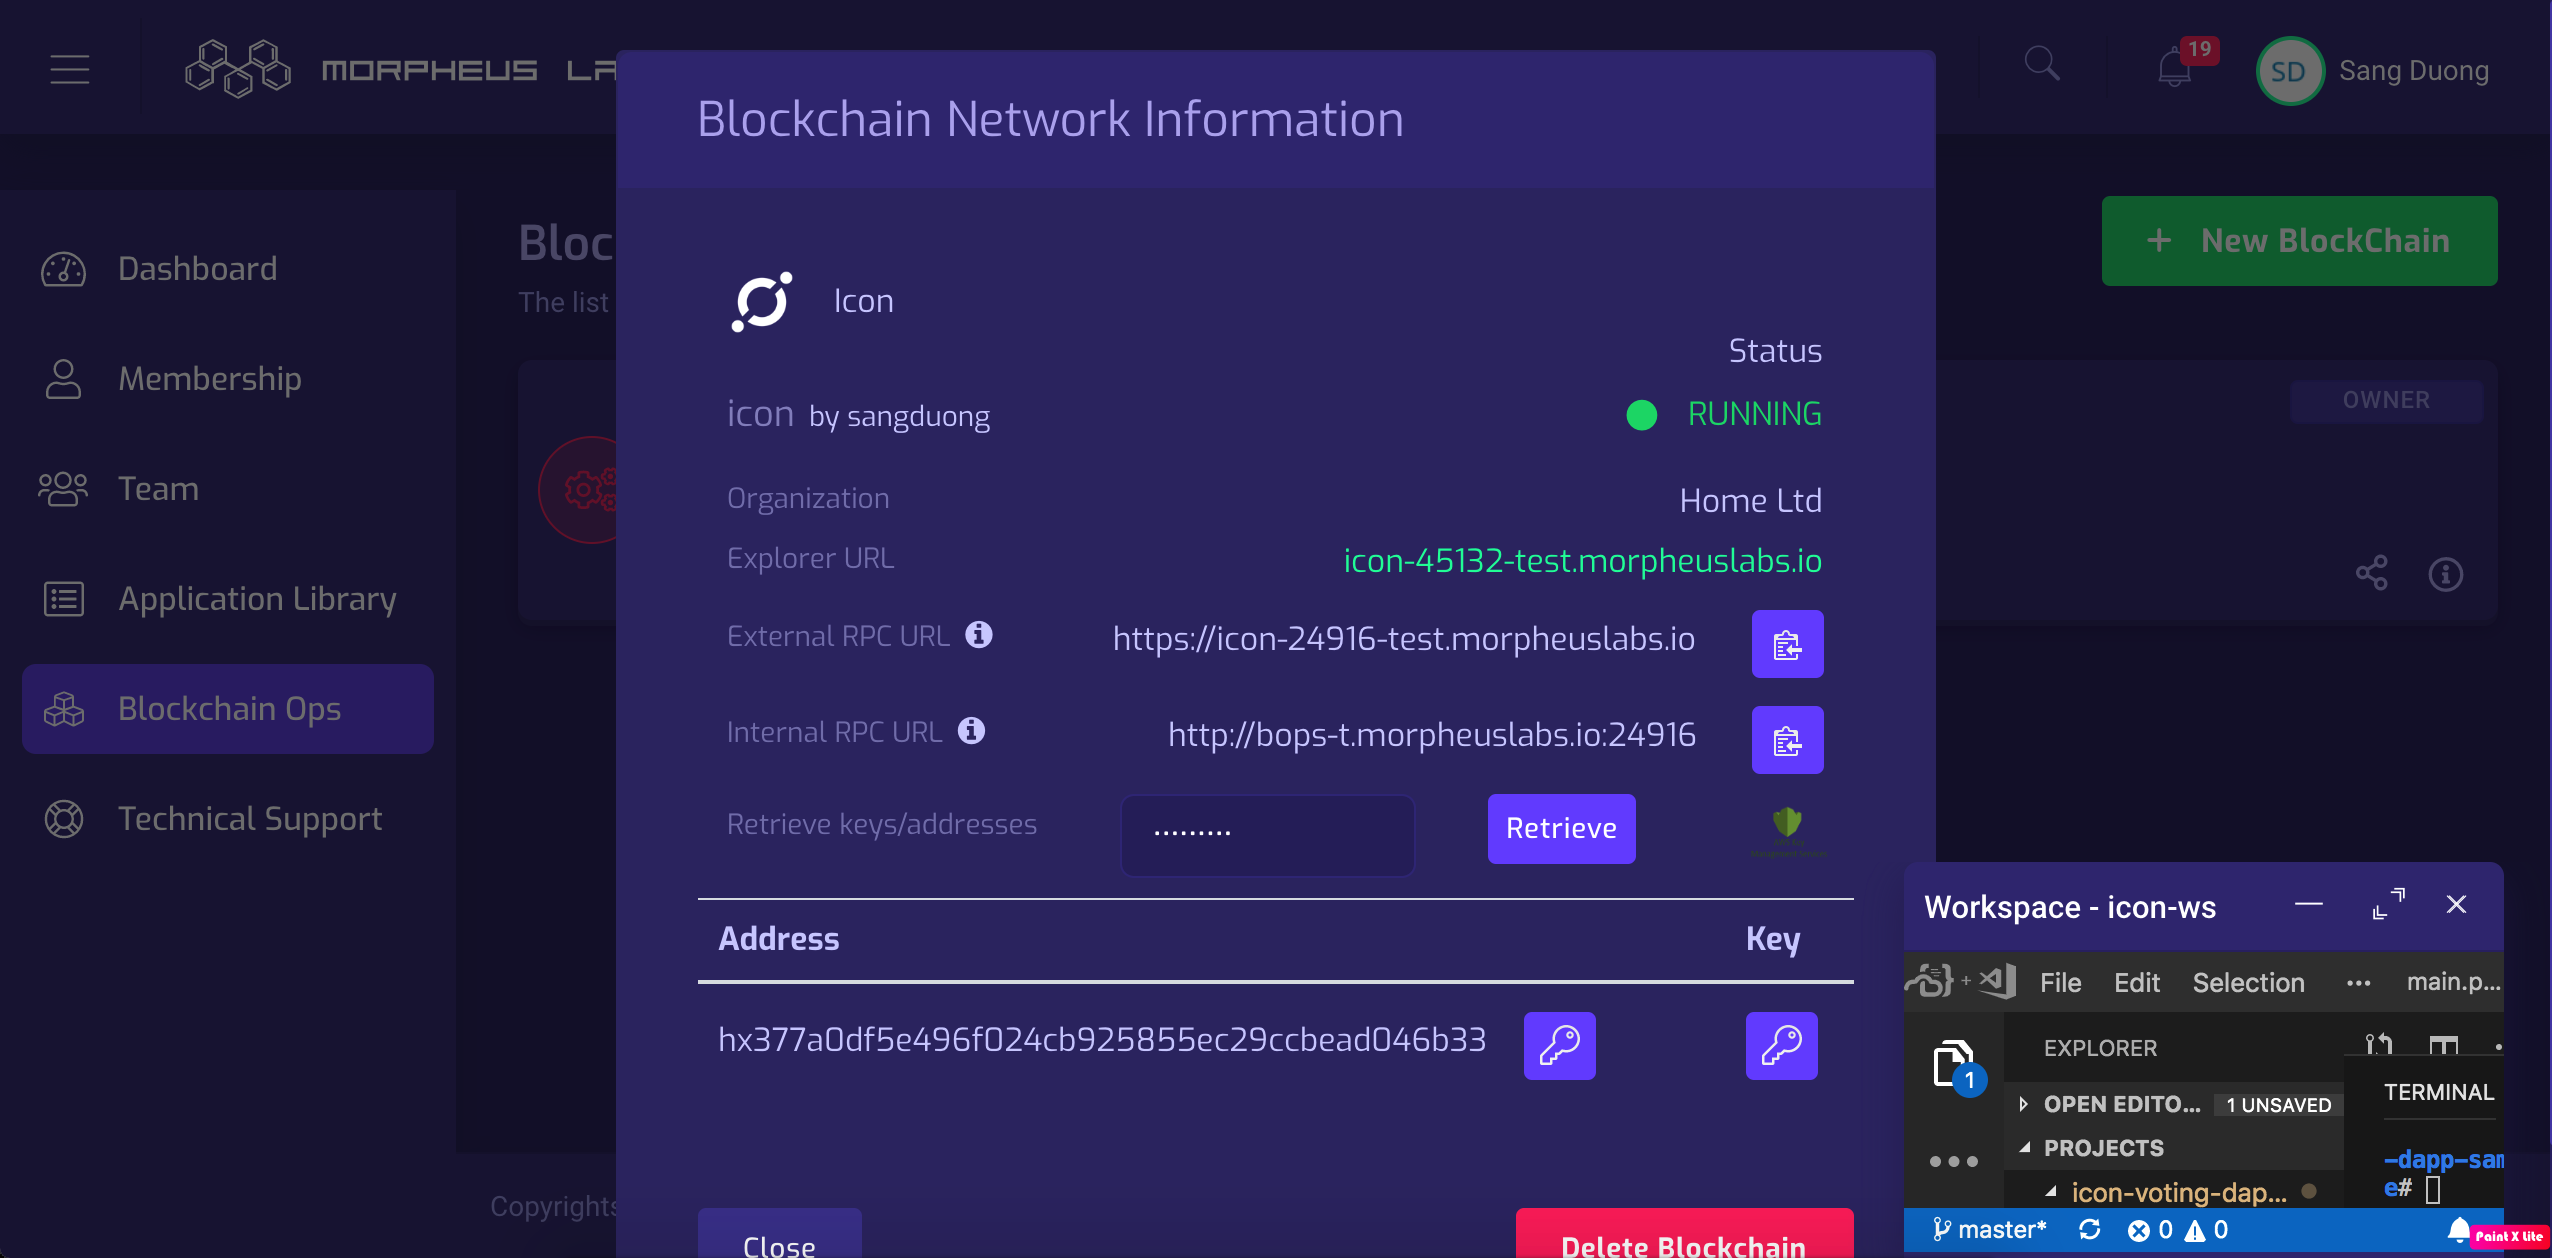 MORPHEUS LA
19
SD
Sang Duong
Blockchain Network Information
Dashboard
Membership
Team
Application Library
Blockchain Ops
Technical Support
Bloc
The list
+ New BlockChain
OWNER
Icon
Status
icon by sangduong
RUNNING
Organization
Home Ltd
Explorer URL
icon-45132-test.morpheuslabs.io
External RPC URL
https://icon-24916-test.morpheuslabs.io
Internal RPC URL
http://bops-t.morpheuslabs.io:24916
Retrieve keys/addresses
·········
Retrieve
Address
Key
hx377a0df5e496f024cb925855ec29ccbead046b33
Close
Delete Blockchain
Copyrights
Workspace - icon-ws
File Edit Selection ··· main.p...
EXPLORER
1
OPEN EDITO... 1 UNSAVED
PROJECTS
icon-voting-dap...
TERMINAL
-dapp-sam
e#
master* 0 0
Paint X Lite